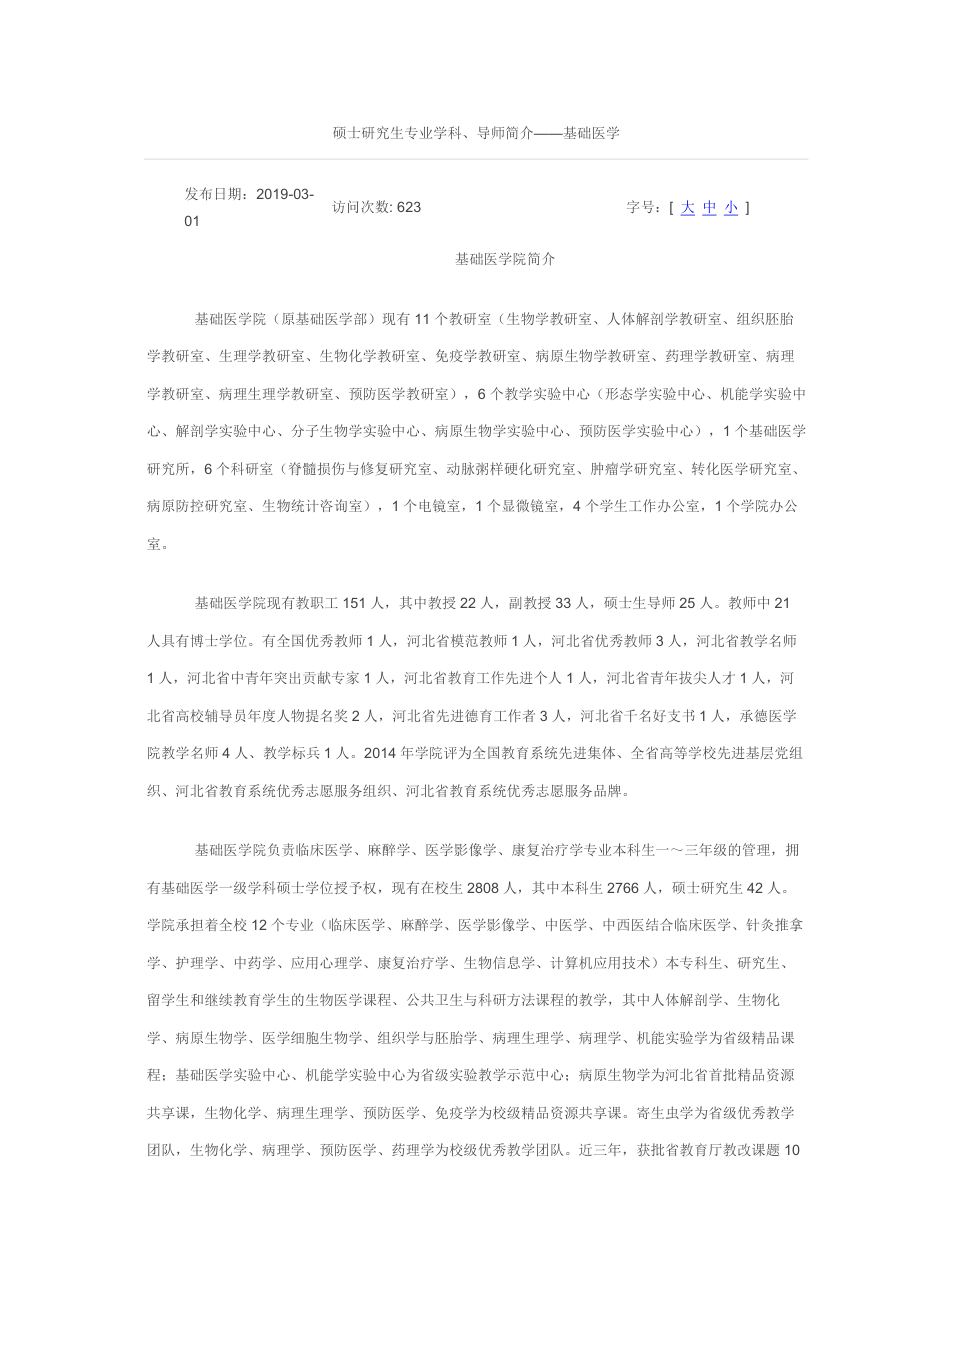 硕士研究生专业学科、导师简介——基础医学
发布日期：2019-03-
01
访问次数: 623
字号：[ 大 中 小 ]
基础医学院简介
基础医学院（原基础医学部）现有 11 个教研室（生物学教研室、人体解剖学教研室、组织胚胎
学教研室、生理学教研室、生物化学教研室、免疫学教研室、病原生物学教研室、药理学教研室、病理
学教研室、病理生理学教研室、预防医学教研室），6 个教学实验中心（形态学实验中心、机能学实验中
心、解剖学实验中心、分子生物学实验中心、病原生物学实验中心、预防医学实验中心），1 个基础医学
研究所，6 个科研室（脊髓损伤与修复研究室、动脉粥样硬化研究室、肿瘤学研究室、转化医学研究室、
病原防控研究室、生物统计咨询室），1 个电镜室，1 个显微镜室，4 个学生工作办公室，1 个学院办公
室。
基础医学院现有教职工 151 人，其中教授 22 人，副教授 33 人，硕士生导师 25 人。教师中 21
人具有博士学位。有全国优秀教师 1 人，河北省模范教师 1 人，河北省优秀教师 3 人，河北省教学名师
1 人，河北省中青年突出贡献专家 1 人，河北省教育工作先进个人 1 人，河北省青年拔尖人才 1 人，河
北省高校辅导员年度人物提名奖 2 人，河北省先进德育工作者 3 人，河北省千名好支书 1 人，承德医学
院教学名师 4 人、教学标兵 1 人。2014 年学院评为全国教育系统先进集体、全省高等学校先进基层党组
织、河北省教育系统优秀志愿服务组织、河北省教育系统优秀志愿服务品牌。
基础医学院负责临床医学、麻醉学、医学影像学、康复治疗学专业本科生一～三年级的管理，拥
有基础医学一级学科硕士学位授予权，现有在校生 2808 人，其中本科生 2766 人，硕士研究生 42 人。
学院承担着全校 12 个专业（临床医学、麻醉学、医学影像学、中医学、中西医结合临床医学、针灸推拿
学、护理学、中药学、应用心理学、康复治疗学、生物信息学、计算机应用技术）本专科生、研究生、
留学生和继续教育学生的生物医学课程、公共卫生与科研方法课程的教学，其中人体解剖学、生物化
学、病原生物学、医学细胞生物学、组织学与胚胎学、病理生理学、病理学、机能实验学为省级精品课
程；基础医学实验中心、机能学实验中心为省级实验教学示范中心；病原生物学为河北省首批精品资源
共享课，生物化学、病理生理学、预防医学、免疫学为校级精品资源共享课。寄生虫学为省级优秀教学
团队，生物化学、病理学、预防医学、药理学为校级优秀教学团队。近三年，获批省教育厅教改课题 10